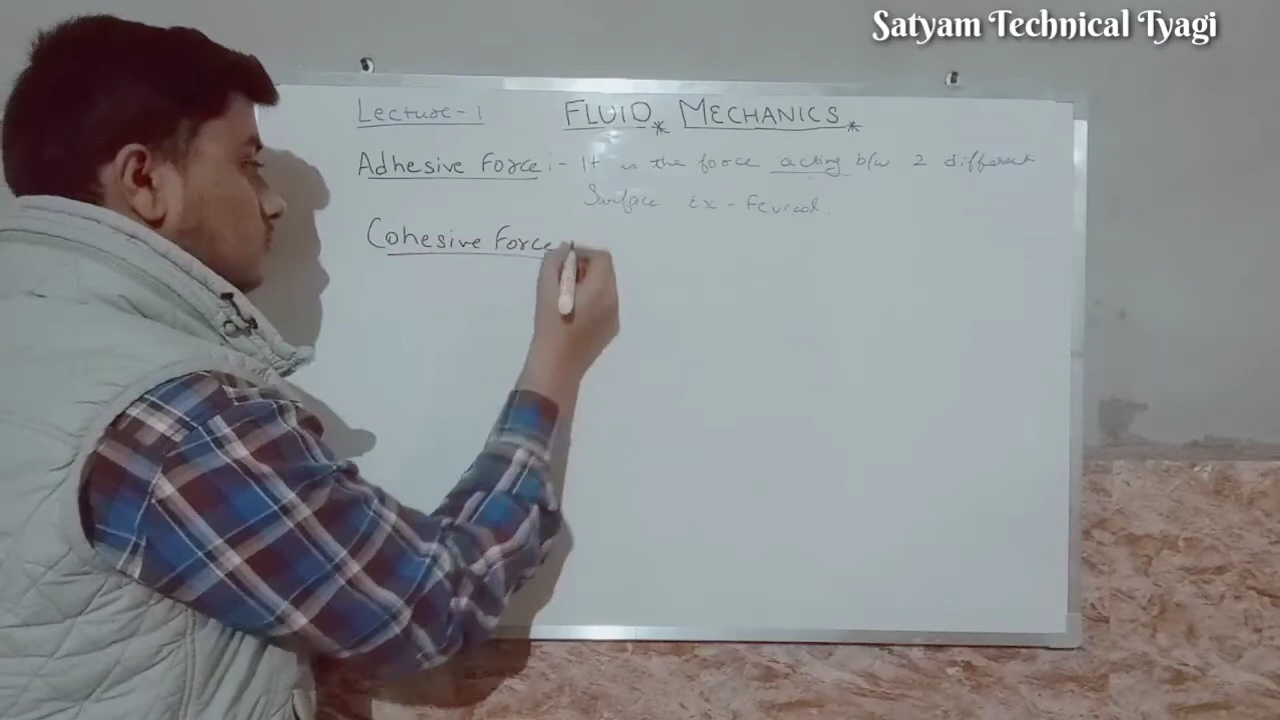 Satyam Technical Tyagi
Lecture-1 FLUID MECHANICS
Adhesive Force :- It is the force acting b/w 2 different
Surface Ex - Fevicol.
Cohesive Force